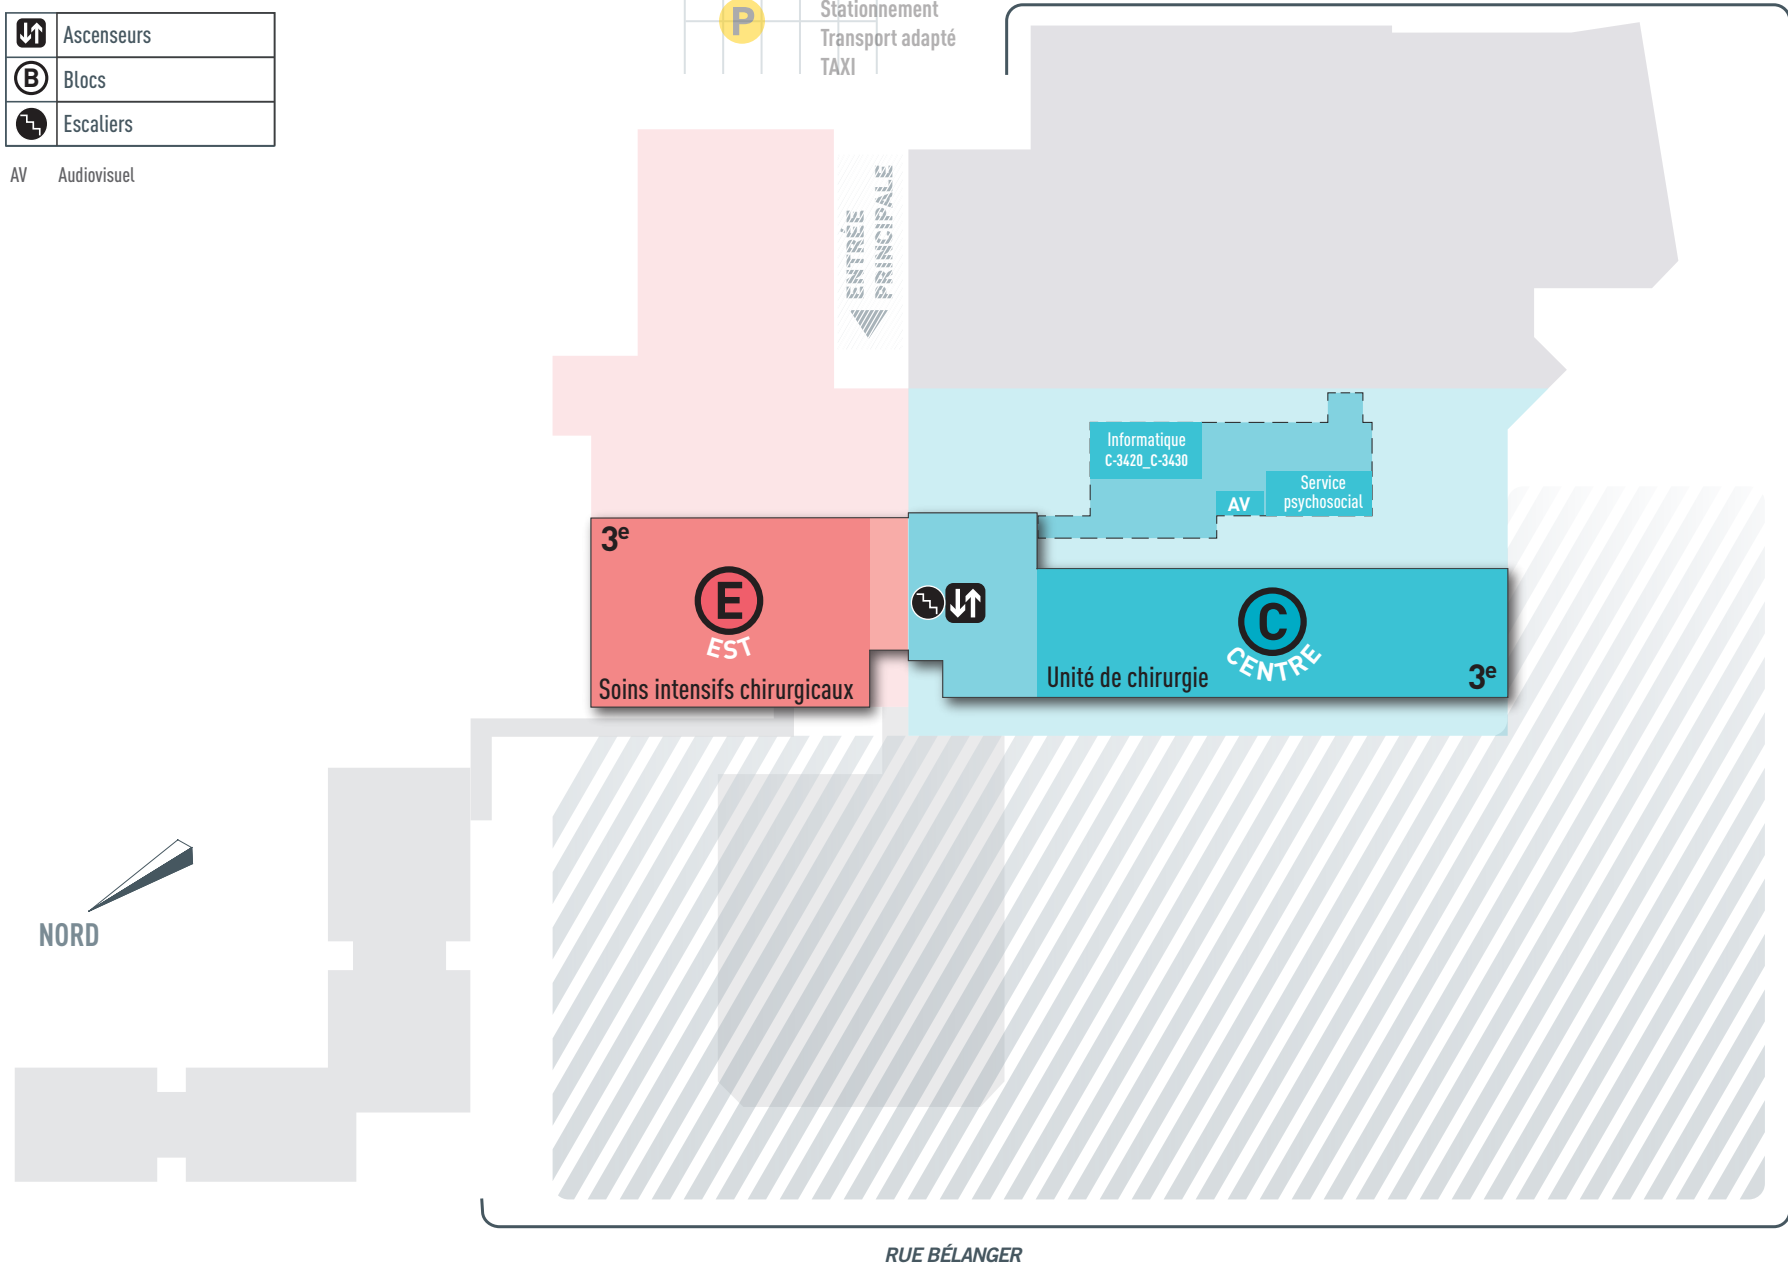 Ascenseurs
B Blocs
Escaliers
AV Audiovisuel
P
Stationnement
Transport adapté
TAXI
ENTRÉE
PRINCIPALE
Informatique
C-3420_C-3430
AV
Service
psychosocial
3e
E
EST
Soins intensifs chirurgicaux
C
CENTRE
Unité de chirurgie
3e
NORD
RUE BÉLANGER